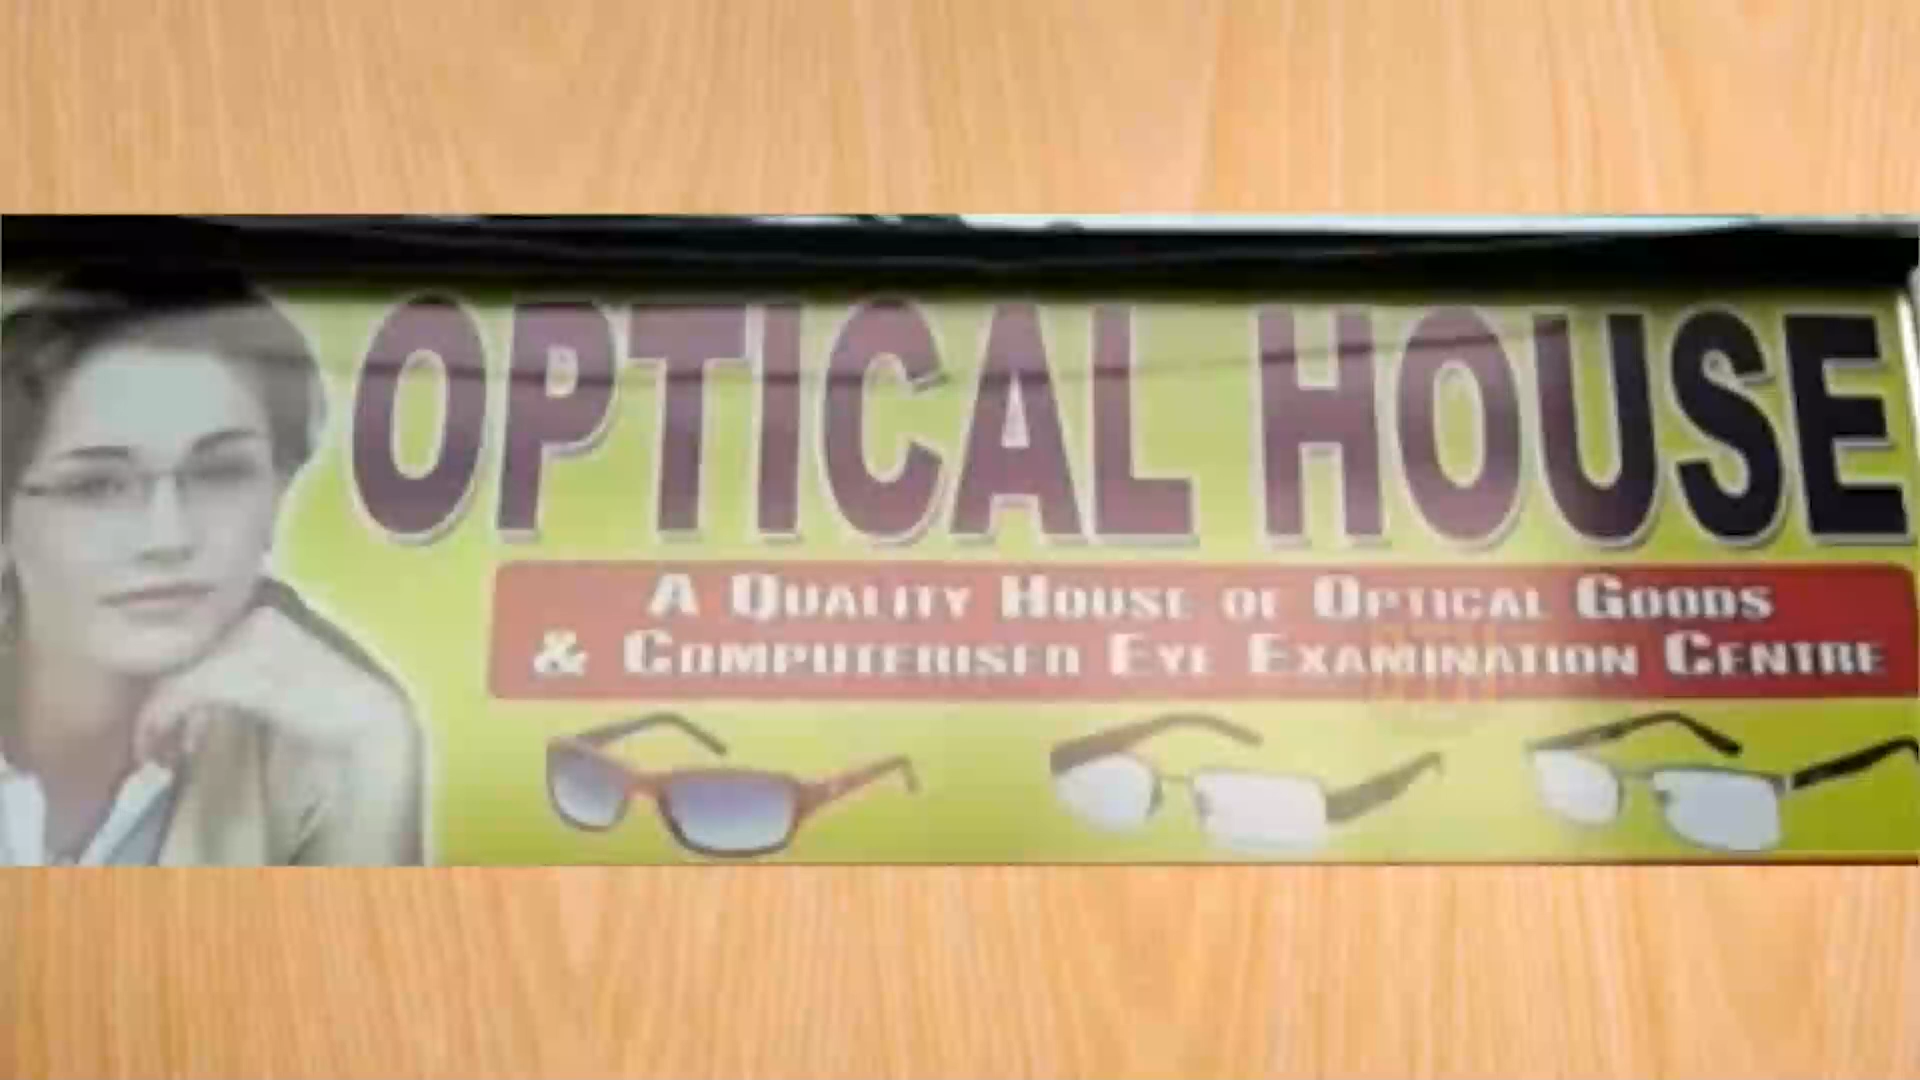 OPTICAL HOUSE
A QUALITY HOUSE OF OPTICAL GOODS
& COMPUTERISED EYE EXAMINATION CENTRE